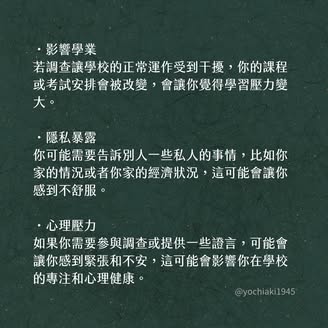 ・影響學業
若調查讓學校的正常運作受到干擾，你的課程
或考試安排會被改變，會讓你覺得學習壓力變
大。
・隱私暴露
你可能需要告訴別人一些私人的事情，比如你
家的情況或者你家的經濟狀況，這可能會讓你
感到不舒服。
・心理壓力
如果你需要參與調查或提供一些證言，可能會
讓你感到緊張和不安，這可能會影響你在學校
的專注和心理健康。
@yochiaki1945